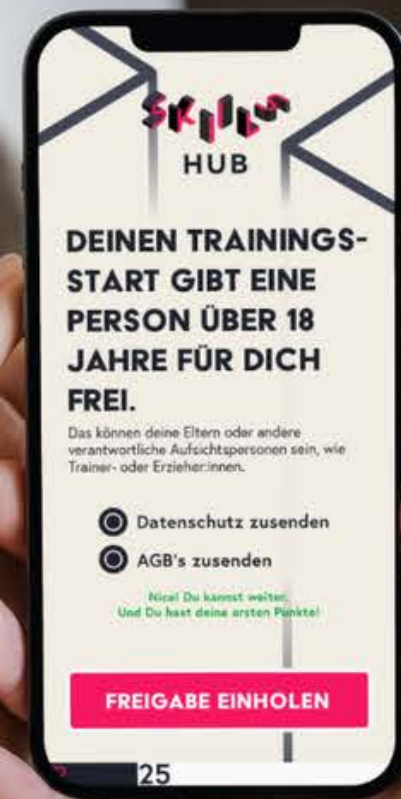 SKILLS
HUB
DEINEN TRAININGS-
START GIBT EINE
PERSON ÜBER 18
JAHRE FÜR DICH
FREI.
Das können deine Eltern oder andere
verantwortliche Aufsichtspersonen sein, wie
Trainer- oder Erzieher:innen.
Datenschutz zusenden
AGB's zusenden
Nice! Du kannst weiter.
Und Du hast deine ersten Punkte!
FREIGABE EINHOLEN
25